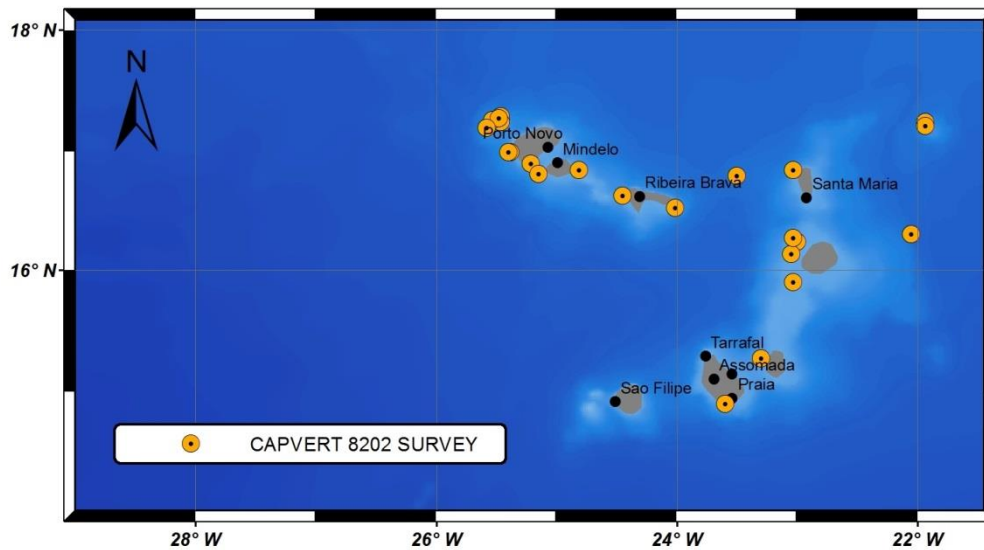 18° N
N
Porto Novo
Mindelo
Ribeira Brava
Santa Maria
16° N
Tarrafal
Assomada
Praia
Sao Filipe
CAPVERT 8202 SURVEY
28° W
26° W
24° W
22° W